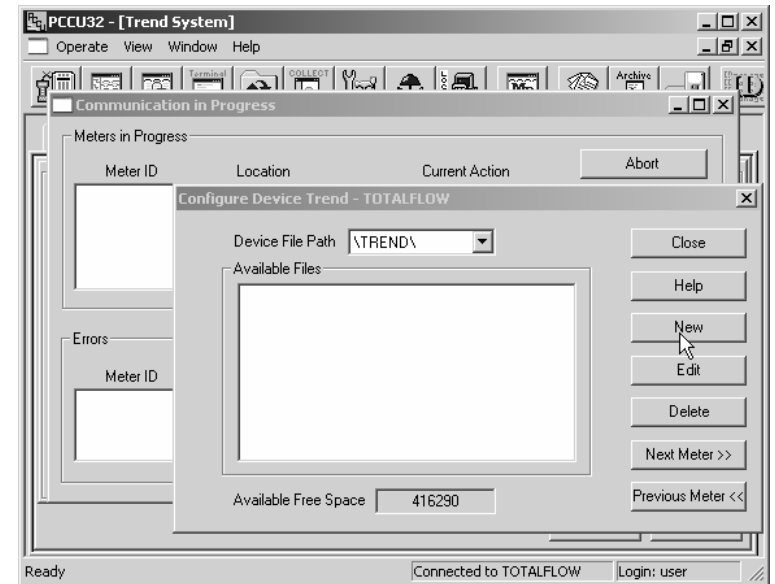 PCCU32 - [Trend System]
Operate View Window Help
Terminal COLLECT Archive
Communication in Progress
Meters in Progress
Meter ID Location Current Action Abort
Configure Device Trend - TOTALFLOW
Device File Path \TREND\ Close
Available Files
Help
New
Errors
Edit
Meter ID
Delete
Next Meter >>
Available Free Space 416290 Previous Meter <<
Ready Connected to TOTALFLOW Login: user